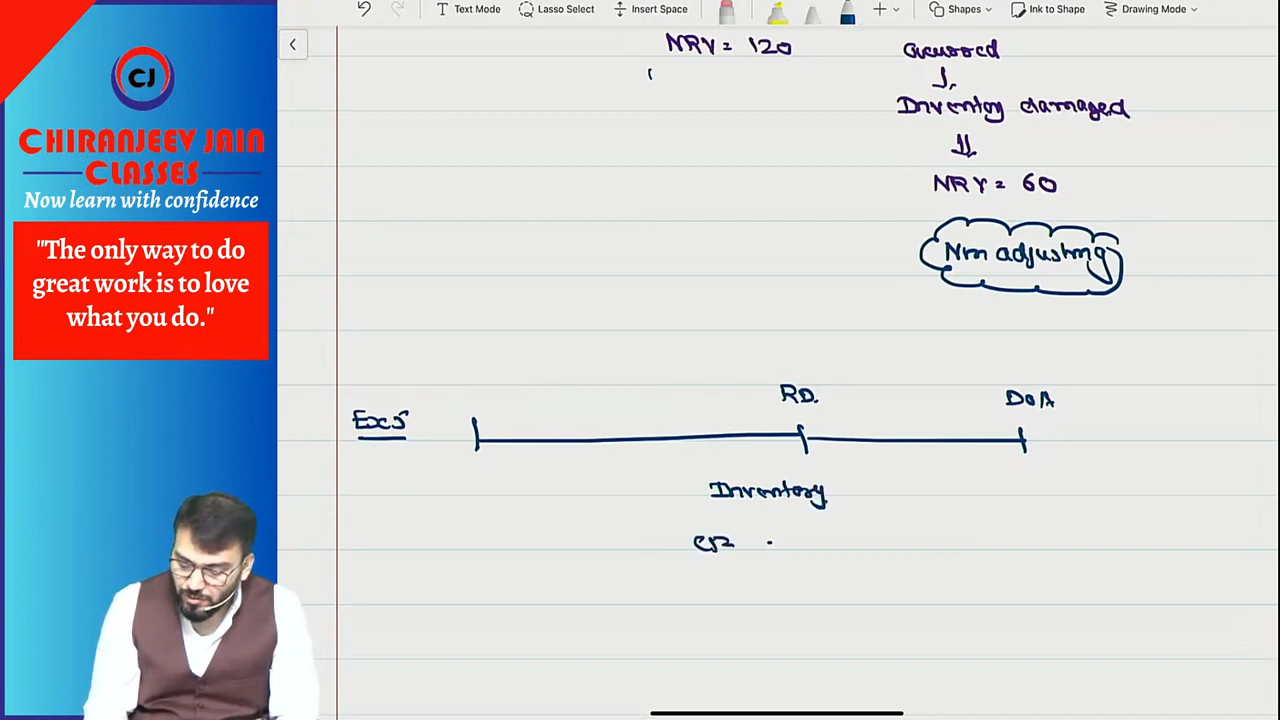 Text Mode
Lasso Select
Insert Space
Shapes
Ink to Shape
Drawing Mode
CJ
CHIRANJEEV JAIN
CLASSES
Now learn with confidence
"The only way to do
great work is to love
what you do."
NRV = 120
Inventory damaged
NRV = 60
Non adjusting
Ex 5
RD.
DOA
Inventory